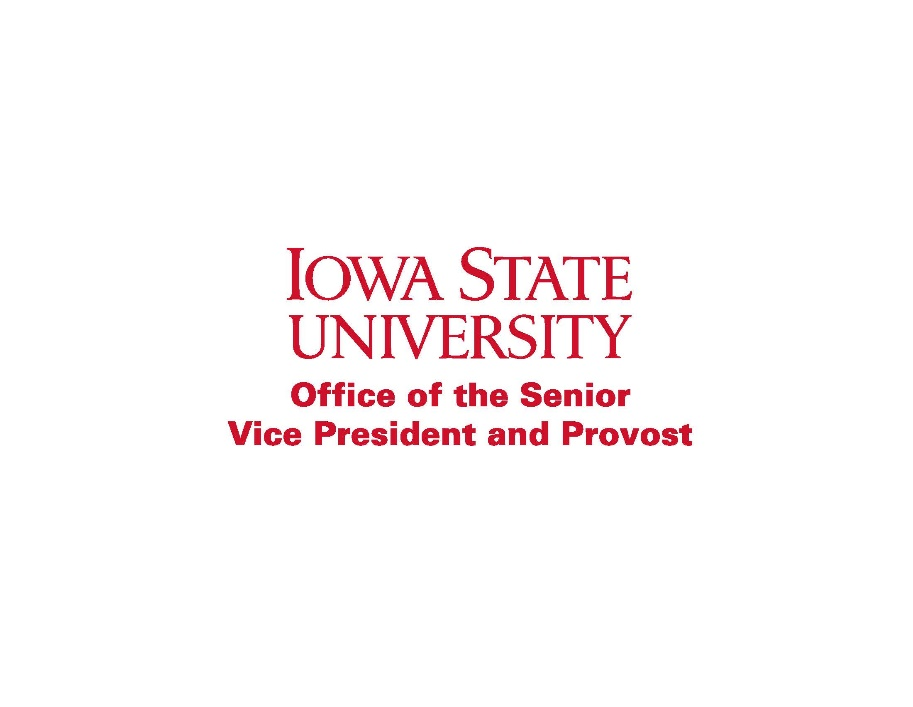 IOWA STATE
UNIVERSITY
Office of the Senior
Vice President and Provost